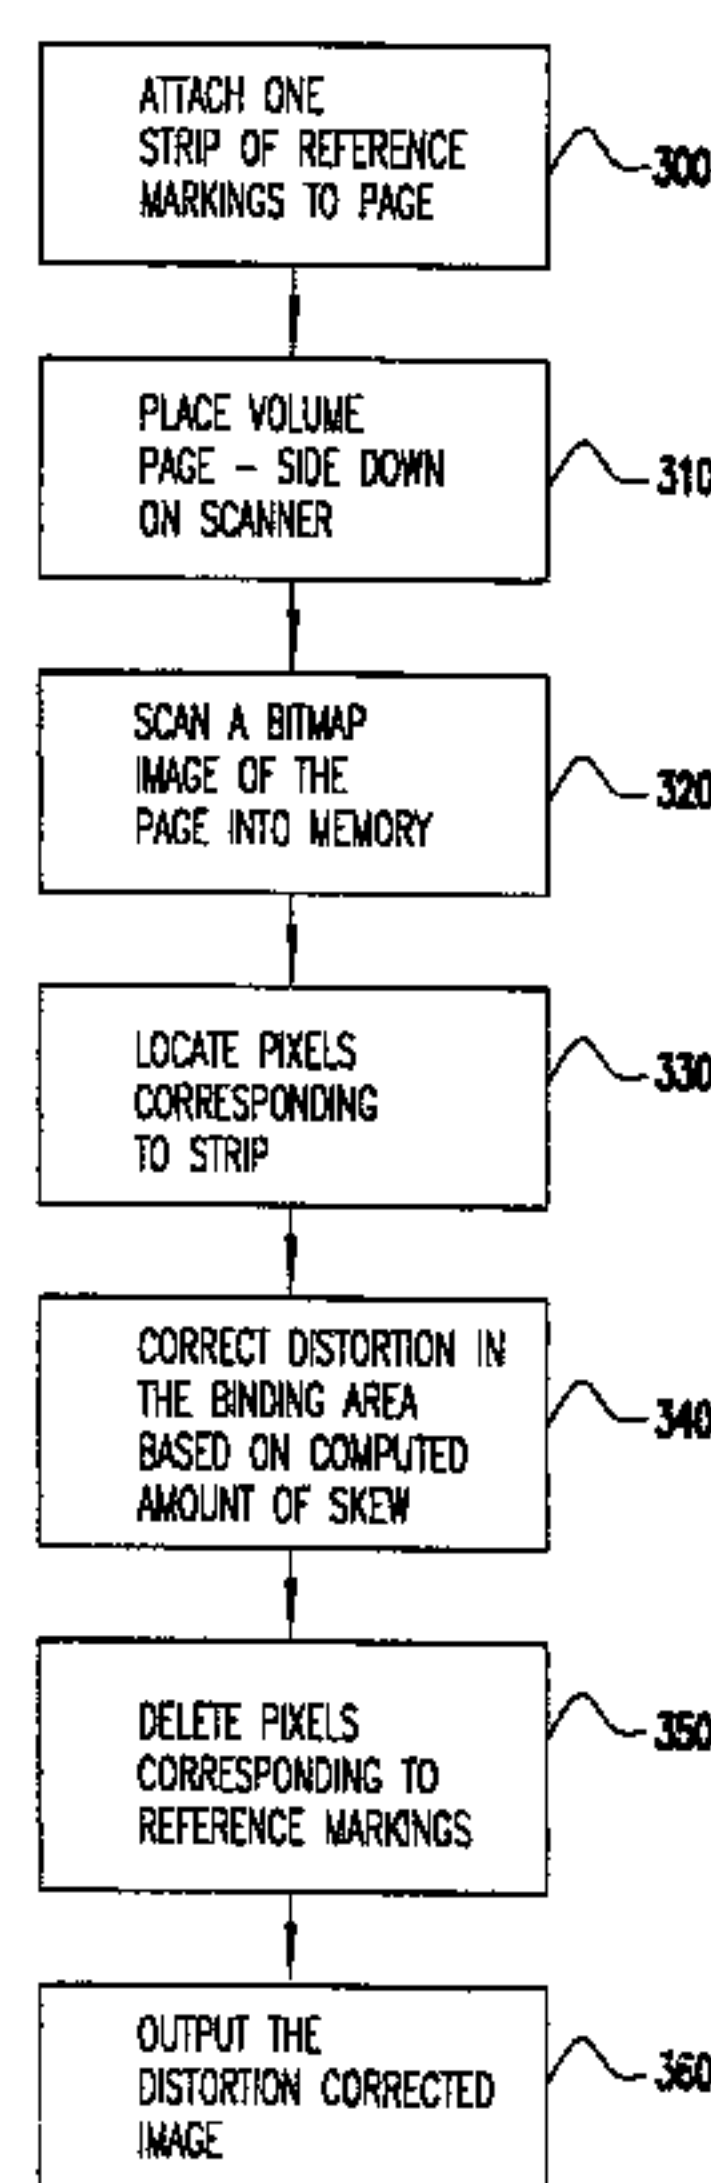 ATTACH ONE
STRIP OF REFERENCE
MARKINGS TO PAGE
300
PLACE VOLUME
PAGE - SIDE DOWN
ON SCANNER
310
SCAN A BITMAP
IMAGE OF THE
PAGE INTO MEMORY
320
LOCATE PIXELS
CORRESPONDING
TO STRIP
330
CORRECT DISTORTION IN
THE BINDING AREA
BASED ON COMPUTED
AMOUNT OF SKEW
340
DELETE PIXELS
CORRESPONDING TO
REFERENCE MARKINGS
350
OUTPUT THE
DISTORTION CORRECTED
IMAGE
360